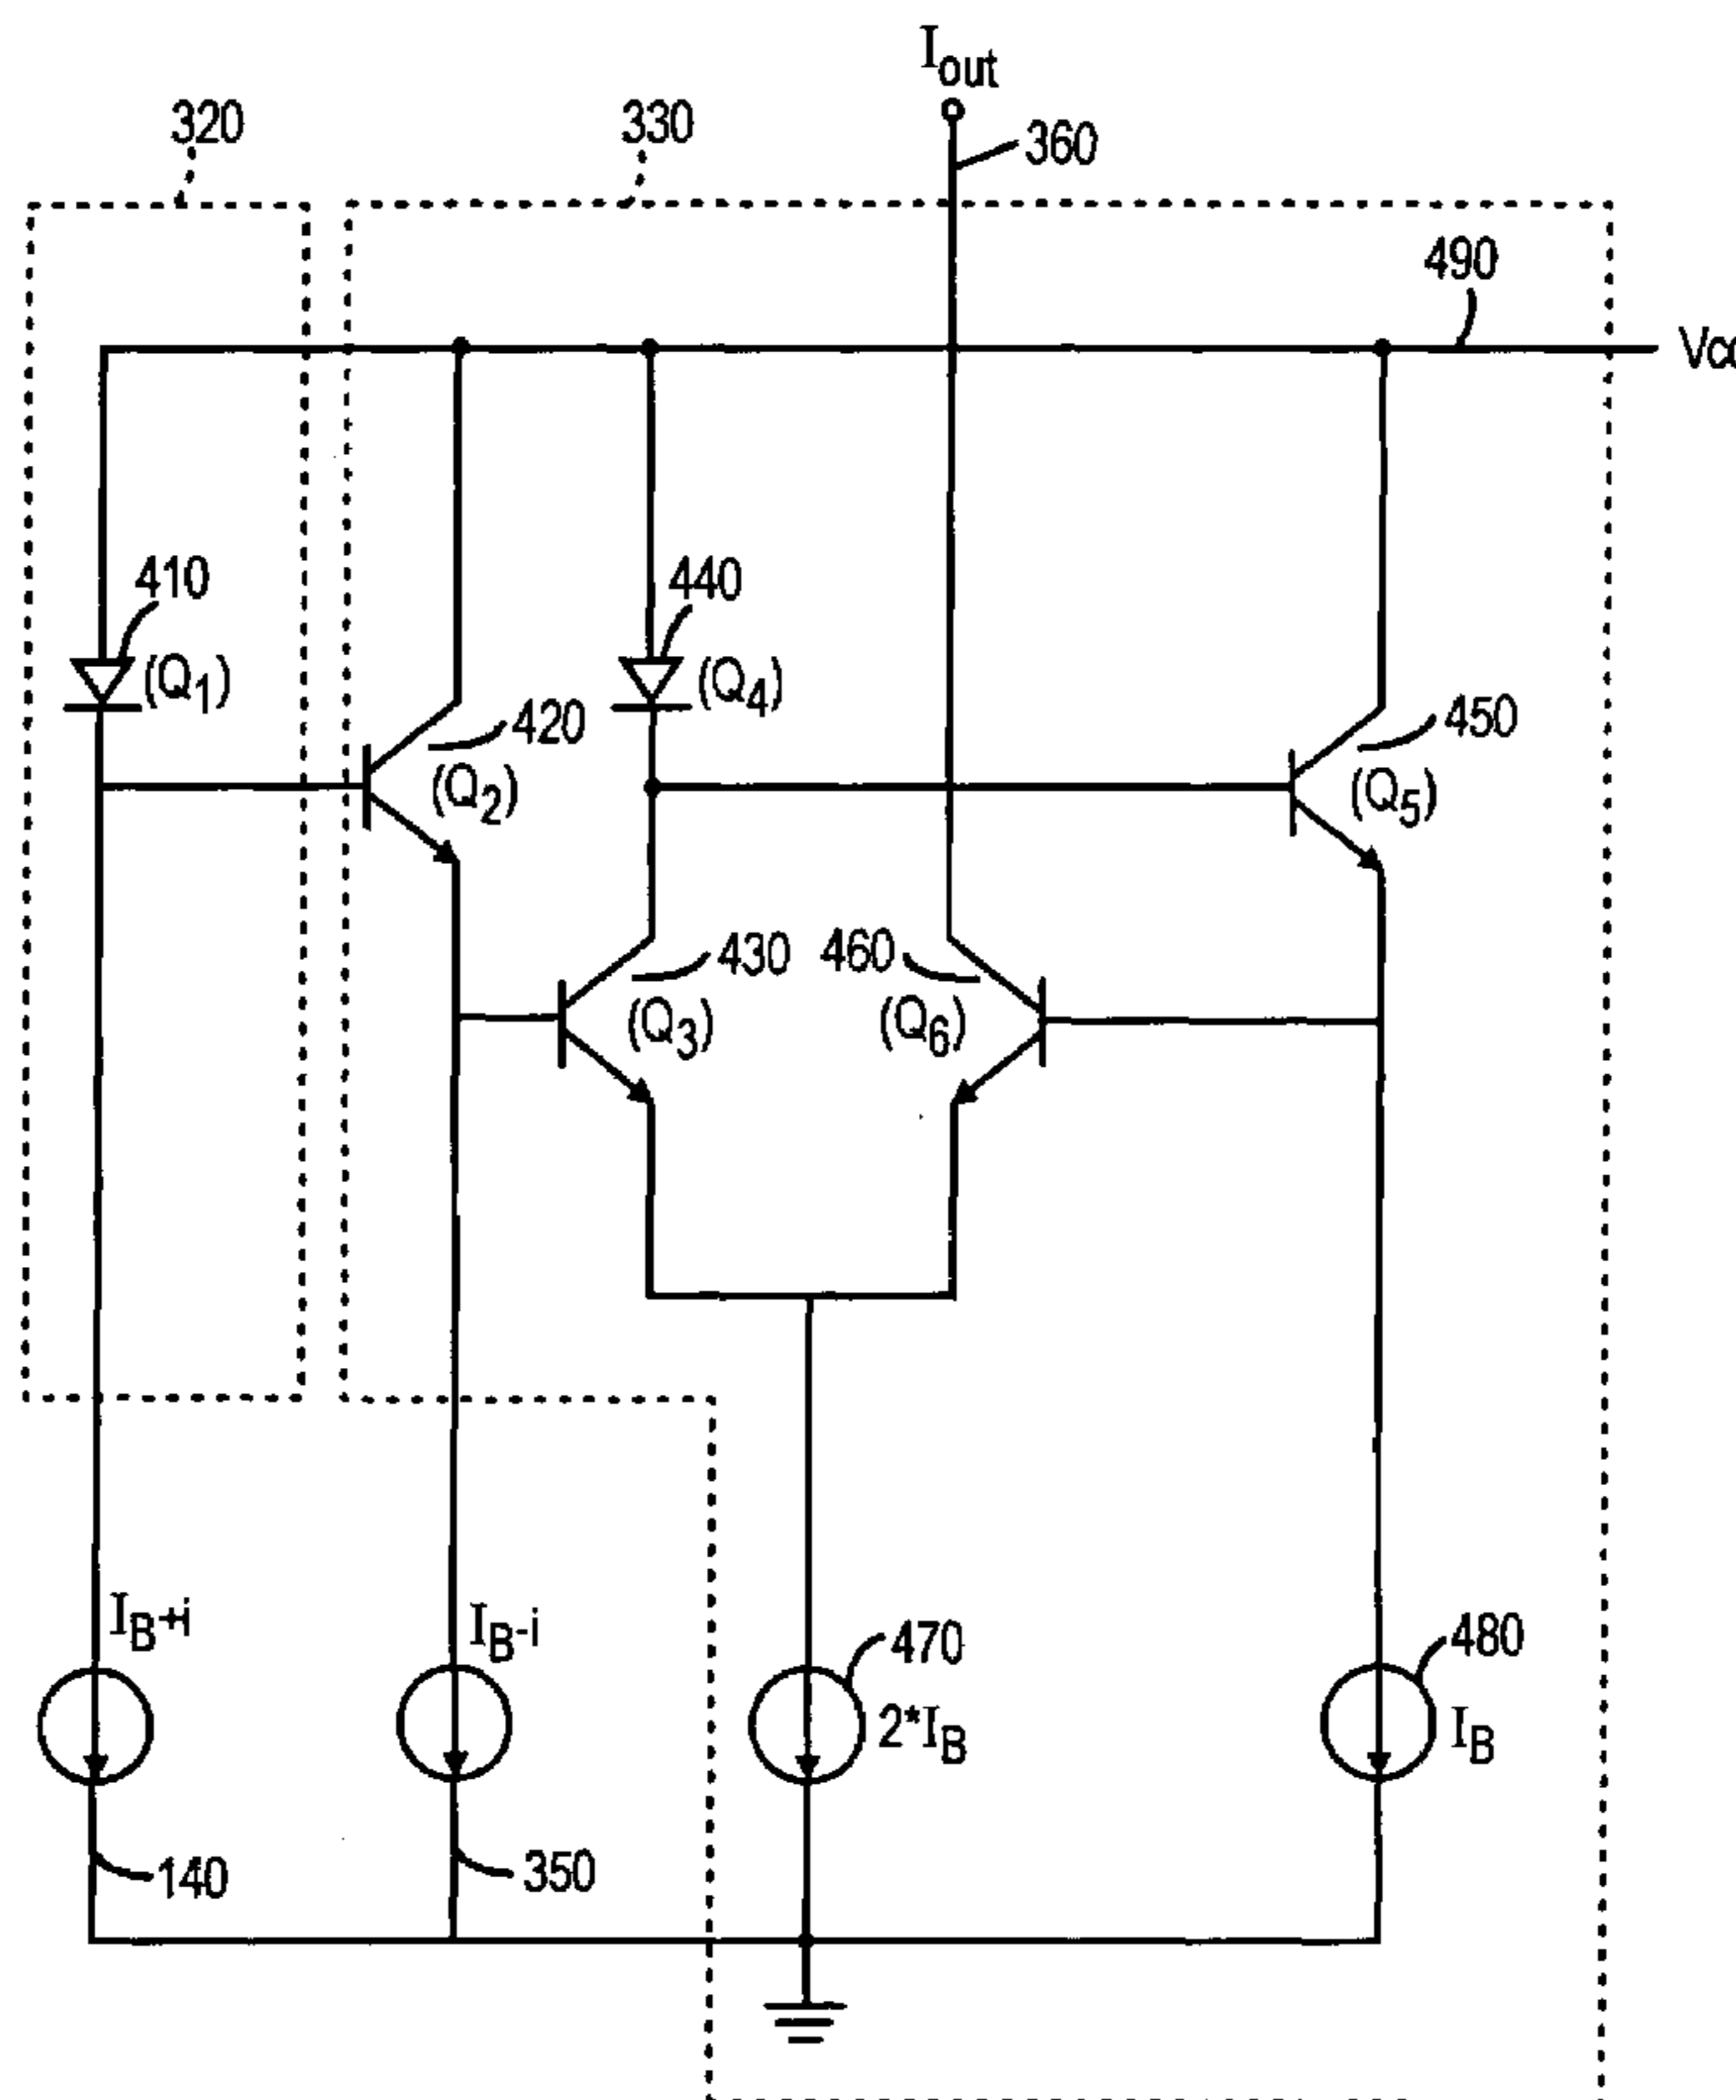 Iout
320
330
360
490
Vcc
410
(Q1)
440
(Q4)
420
(Q2)
450
(Q5)
430
(Q3)
460
(Q6)
IB+i
IB-i
470
2*IB
480
IB
140
350